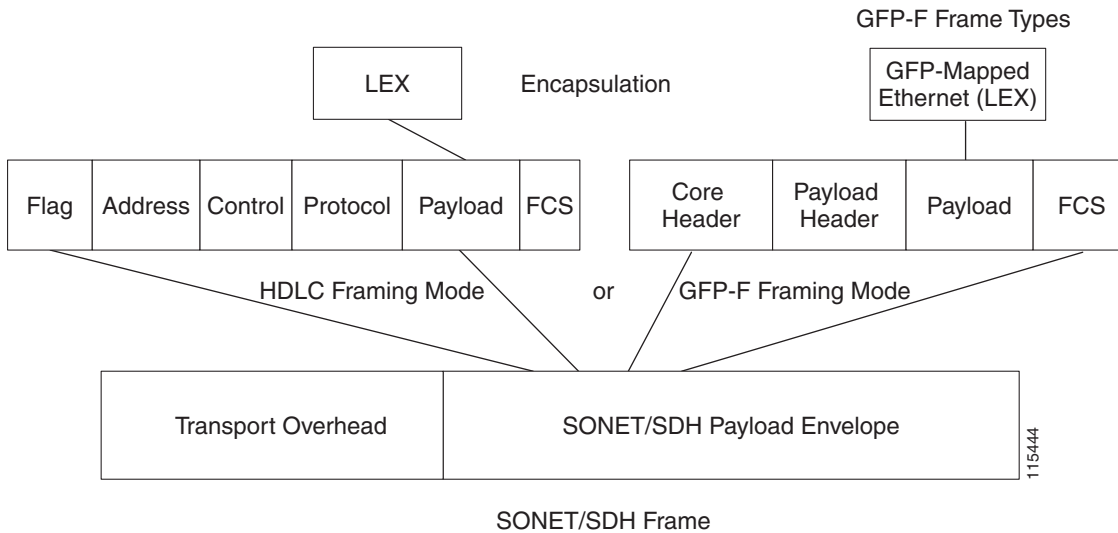 GFP-F Frame Types
LEX
Encapsulation
GFP-Mapped
Ethernet (LEX)
Flag
Address
Control
Protocol
Payload
FCS
Core
Header
Payload
Header
Payload
FCS
HDLC Framing Mode
or
GFP-F Framing Mode
Transport Overhead
SONET/SDH Payload Envelope
115444
SONET/SDH Frame